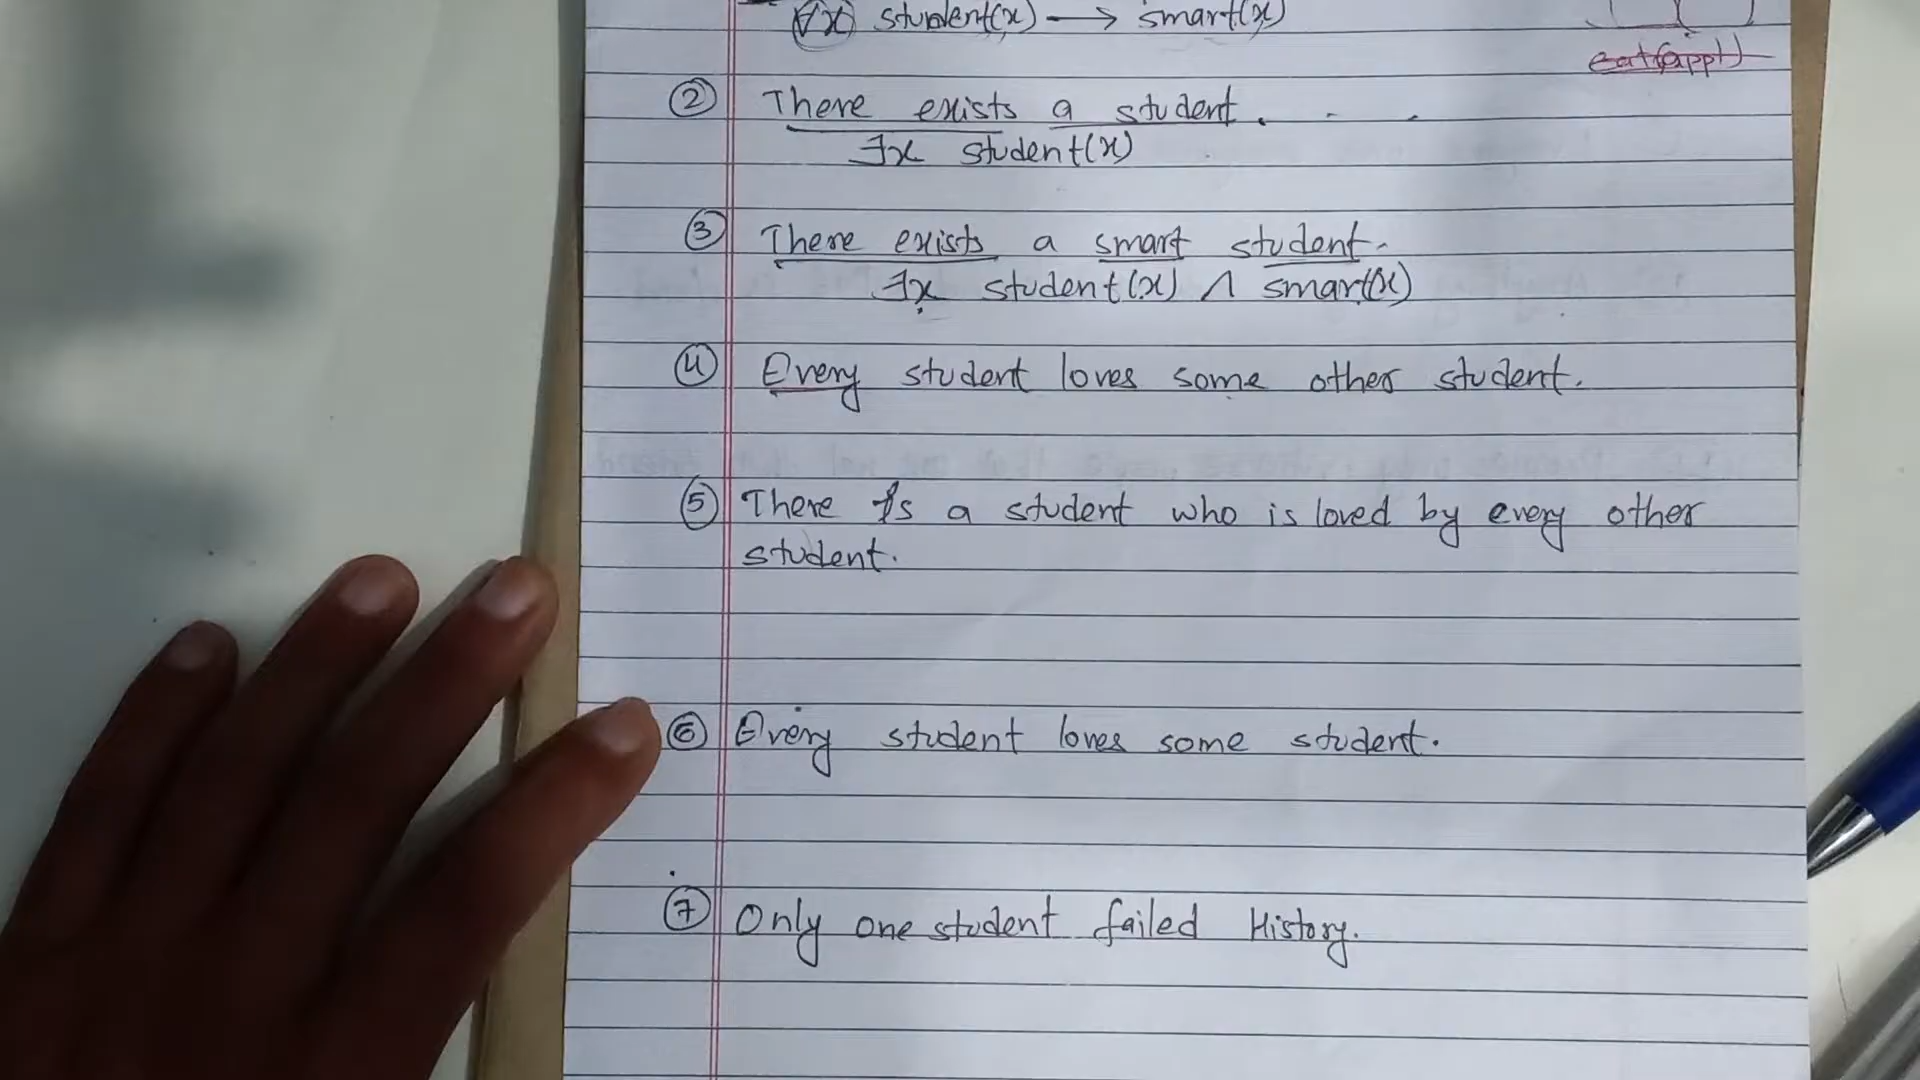 ∀x student(x) → smart(x)
eat(appl)
② There exists a student.
∃x student(x)
③ There exists a smart student.
∃x student(x) ∧ smart(x)
④ Every student loves some other student.
⑤ There is a student who is loved by every other
student.
⑥ Every student loves some student.
⑦ Only one student failed History.